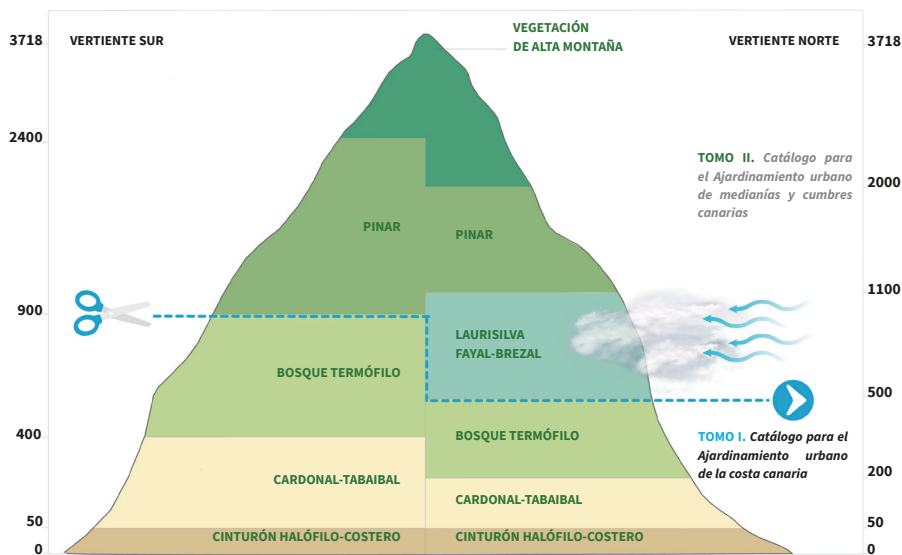 3718
VERTIENTE SUR
VEGETACIÓN
DE ALTA MONTAÑA
VERTIENTE NORTE
3718
2400
TOMO II. Catálogo para
el Ajardinamiento urbano
de medianías y cumbres
canarias
2000
PINAR
PINAR
900
1100
LAURISILVA
FAYAL-BREZAL
BOSQUE TERMÓFILO
500
400
BOSQUE TERMÓFILO
TOMO I. Catálogo para el
Ajardinamiento urbano
de la costa canaria
CARDONAL-TABAIBAL
200
CARDONAL-TABAIBAL
50
50
CINTURÓN HALÓFILO-COSTERO
CINTURÓN HALÓFILO-COSTERO
0
0